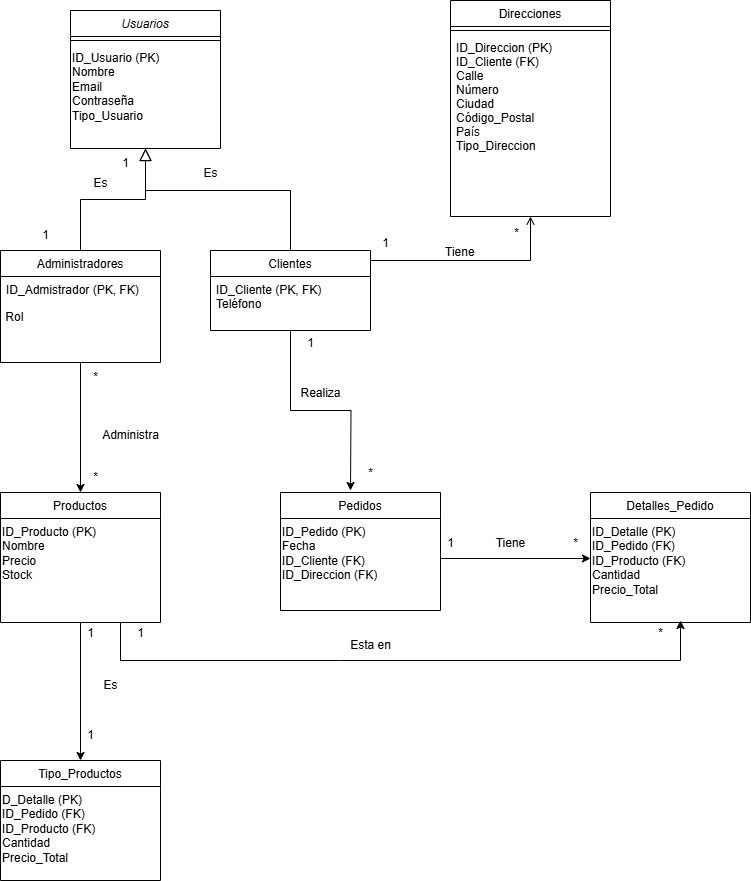 Usuarios
ID_Usuario (PK)
Nombre
Email
Contraseña
Tipo_Usuario
Direcciones
ID_Direccion (PK)
ID_Cliente (FK)
Calle
Número
Ciudad
Código_Postal
País
Tipo_Direccion
1
Es
Es
1
1
*
Tiene
Administradores
ID_Admistrador (PK, FK)
Rol
Clientes
ID_Cliente (PK, FK)
Teléfono
*
Administra
*
1
Realiza
*
Productos
ID_Producto (PK)
Nombre
Precio
Stock
Pedidos
ID_Pedido (PK)
Fecha
ID_Cliente (FK)
ID_Direccion (FK)
1
Tiene
*
Detalles_Pedido
ID_Detalle (PK)
ID_Pedido (FK)
ID_Producto (FK)
Cantidad
Precio_Total
1
1
Esta en
*
Es
1
Tipo_Productos
D_Detalle (PK)
ID_Pedido (FK)
ID_Producto (FK)
Cantidad
Precio_Total